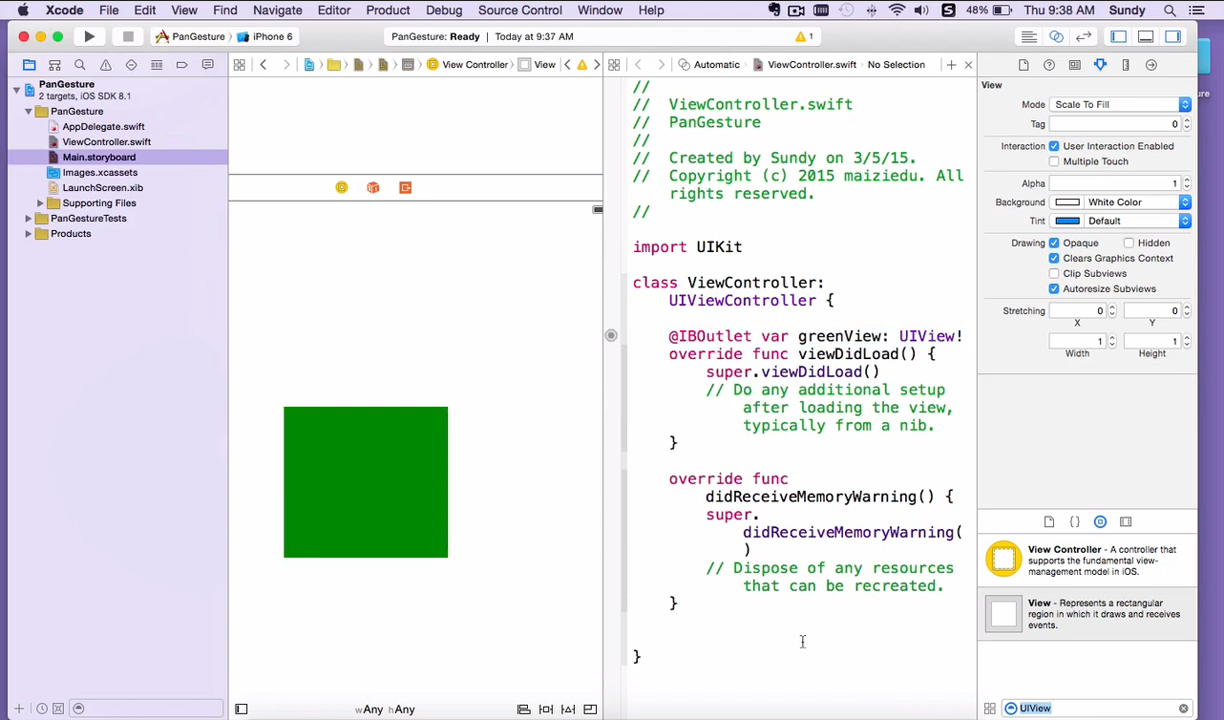 Xcode File Edit View Find Navigate Editor Product Debug Source Control Window Help 48% Thu 9:38 AM Sundy
PanGesture iPhone 6 PanGesture: Ready Today at 9:37 AM 1
View Controller View Automatic ViewController.swift No Selection
PanGesture
2 targets, iOS SDK 8.1
PanGesture
AppDelegate.swift
ViewController.swift
Main.storyboard
Images.xcassets
LaunchScreen.xib
Supporting Files
PanGestureTests
Products
wAny hAny
//
// ViewController.swift
// PanGesture
//
// Created by Sundy on 3/5/15.
// Copyright (c) 2015 maiziedu. All
rights reserved.
//
import UIKit
class ViewController:
UIViewController {
@IBOutlet var greenView: UIView!
override func viewDidLoad() {
super.viewDidLoad()
// Do any additional setup
after loading the view,
typically from a nib.
}
override func
didReceiveMemoryWarning() {
super.
didReceiveMemoryWarning(
)
// Dispose of any resources
that can be recreated.
}
}
View
Mode Scale To Fill
Tag 0
Interaction User Interaction Enabled
Multiple Touch
Alpha 1
Background White Color
Tint Default
Drawing Opaque Hidden
Clears Graphics Context
Clip Subviews
Autoresize Subviews
Stretching 0 0
X Y
1 1
Width Height
View Controller - A controller that
supports the fundamental view-
management model in iOS.
View - Represents a rectangular
region in which it draws and receives
events.
UIView